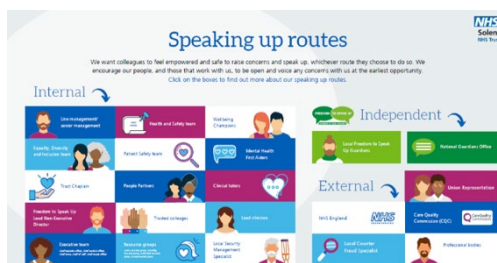 NHS
Solent
NHS Trust
Speaking up routes
We want colleagues to feel empowered and safe to raise concerns and speak up, whichever route they choose to do so. We
encourage our people, and those that work with us, to be open and voice any concerns with us at the earliest opportunity.
Click on the boxes to find out more about our speaking up routes.
Internal
Line management/
senior management
Health and Safety team
Wellbeing
Champions
Equality, Diversity
and Inclusion team
Patient Safety team
Mental Health
First Aiders
Trust Chaplain
People Partners
Clinical tutors
Freedom to Speak Up
Lead Non-Executive
Director
Trusted colleagues
Executive team
Resource groups
Local Security
Management
Specialist
Independent
Local Freedom to Speak
Up Guardians
National Guardians Office
External
Union Representation
NHS England
NHS
Care Quality
Commission (CQC)
CareQuality
Commission
Local Counter
Fraud Specialist
Professional bodies